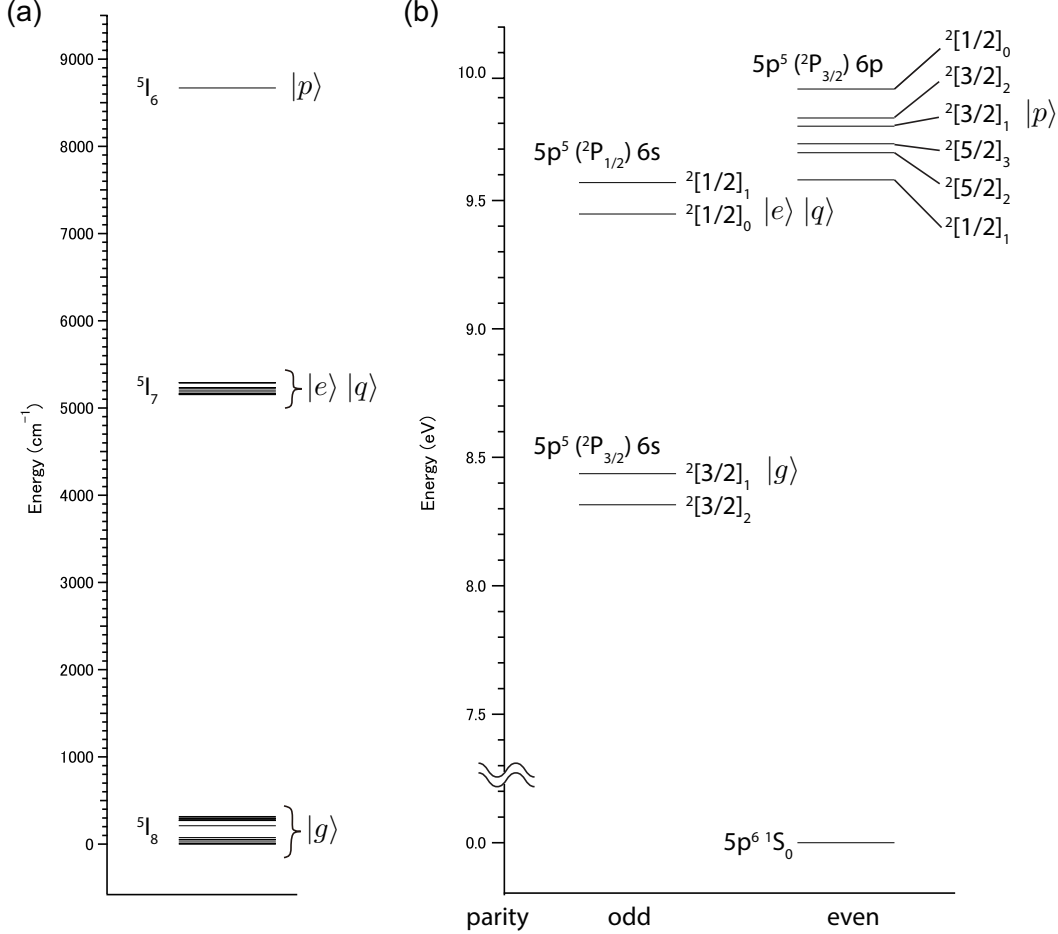 (a)
9000
8000
7000
6000
5000
4000
3000
2000
1000
0
Energy (cm⁻¹)
⁵I₆ |p⟩
⁵I₇ |e⟩ |q⟩
⁵I₈ |g⟩
(b)
10.0
9.5
9.0
8.5
8.0
7.5
0.0
Energy (eV)
5p⁵ (²P₃/₂) 6p
²[1/2]₀
²[3/2]₂
²[3/2]₁ |p⟩
²[5/2]₃
²[5/2]₂
²[1/2]₁
5p⁵ (²P₁/₂) 6s
²[1/2]₁
²[1/2]₀ |e⟩ |q⟩
5p⁵ (²P₃/₂) 6s
²[3/2]₁ |g⟩
²[3/2]₂
5p⁶ ¹S₀
parity odd even